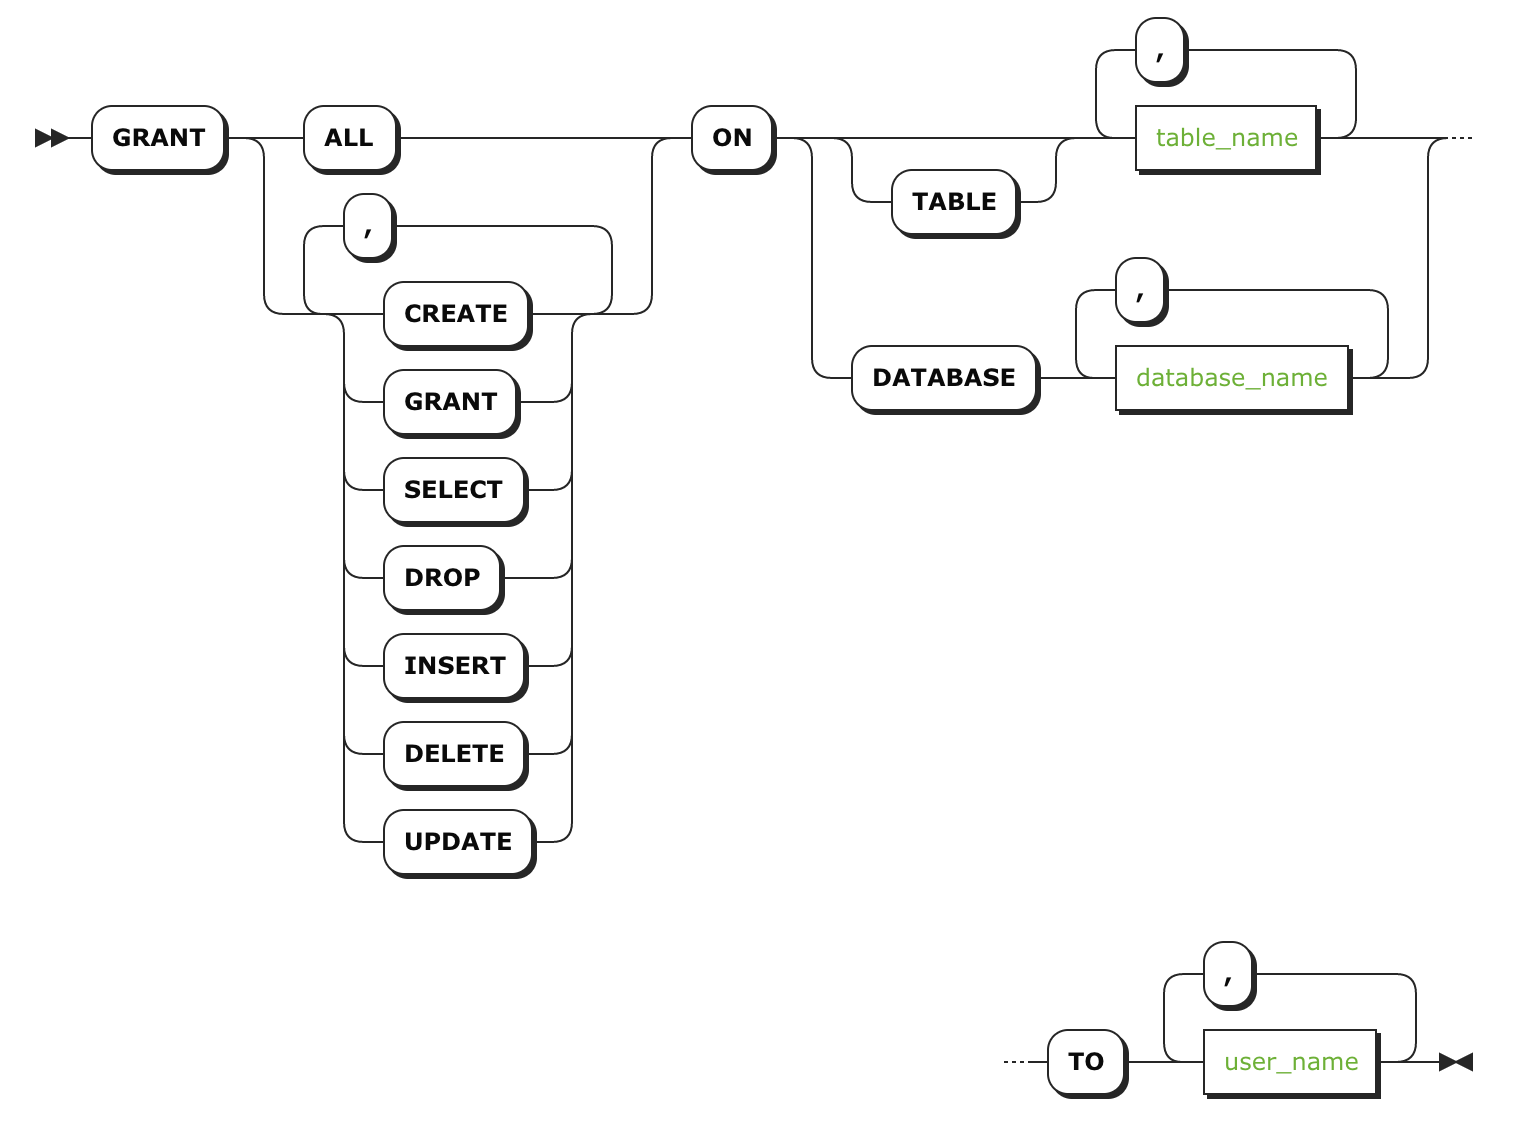 ,
GRANT ALL ON table_name
TABLE
,
,
CREATE
DATABASE database_name
GRANT
SELECT
DROP
INSERT
DELETE
UPDATE
,
TO user_name